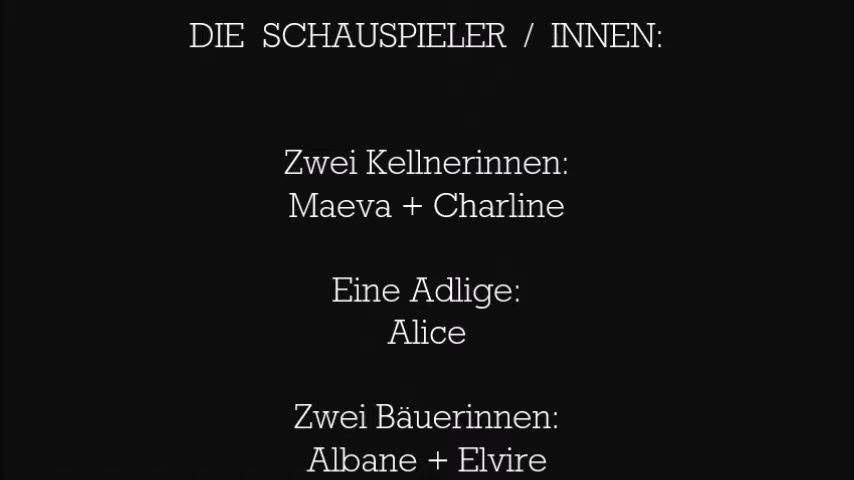 DIE SCHAUSPIELER / INNEN:
Zwei Kellnerinnen:
Maeva + Charline
Eine Adlige:
Alice
Zwei Bäuerinnen:
Albane + Elvire